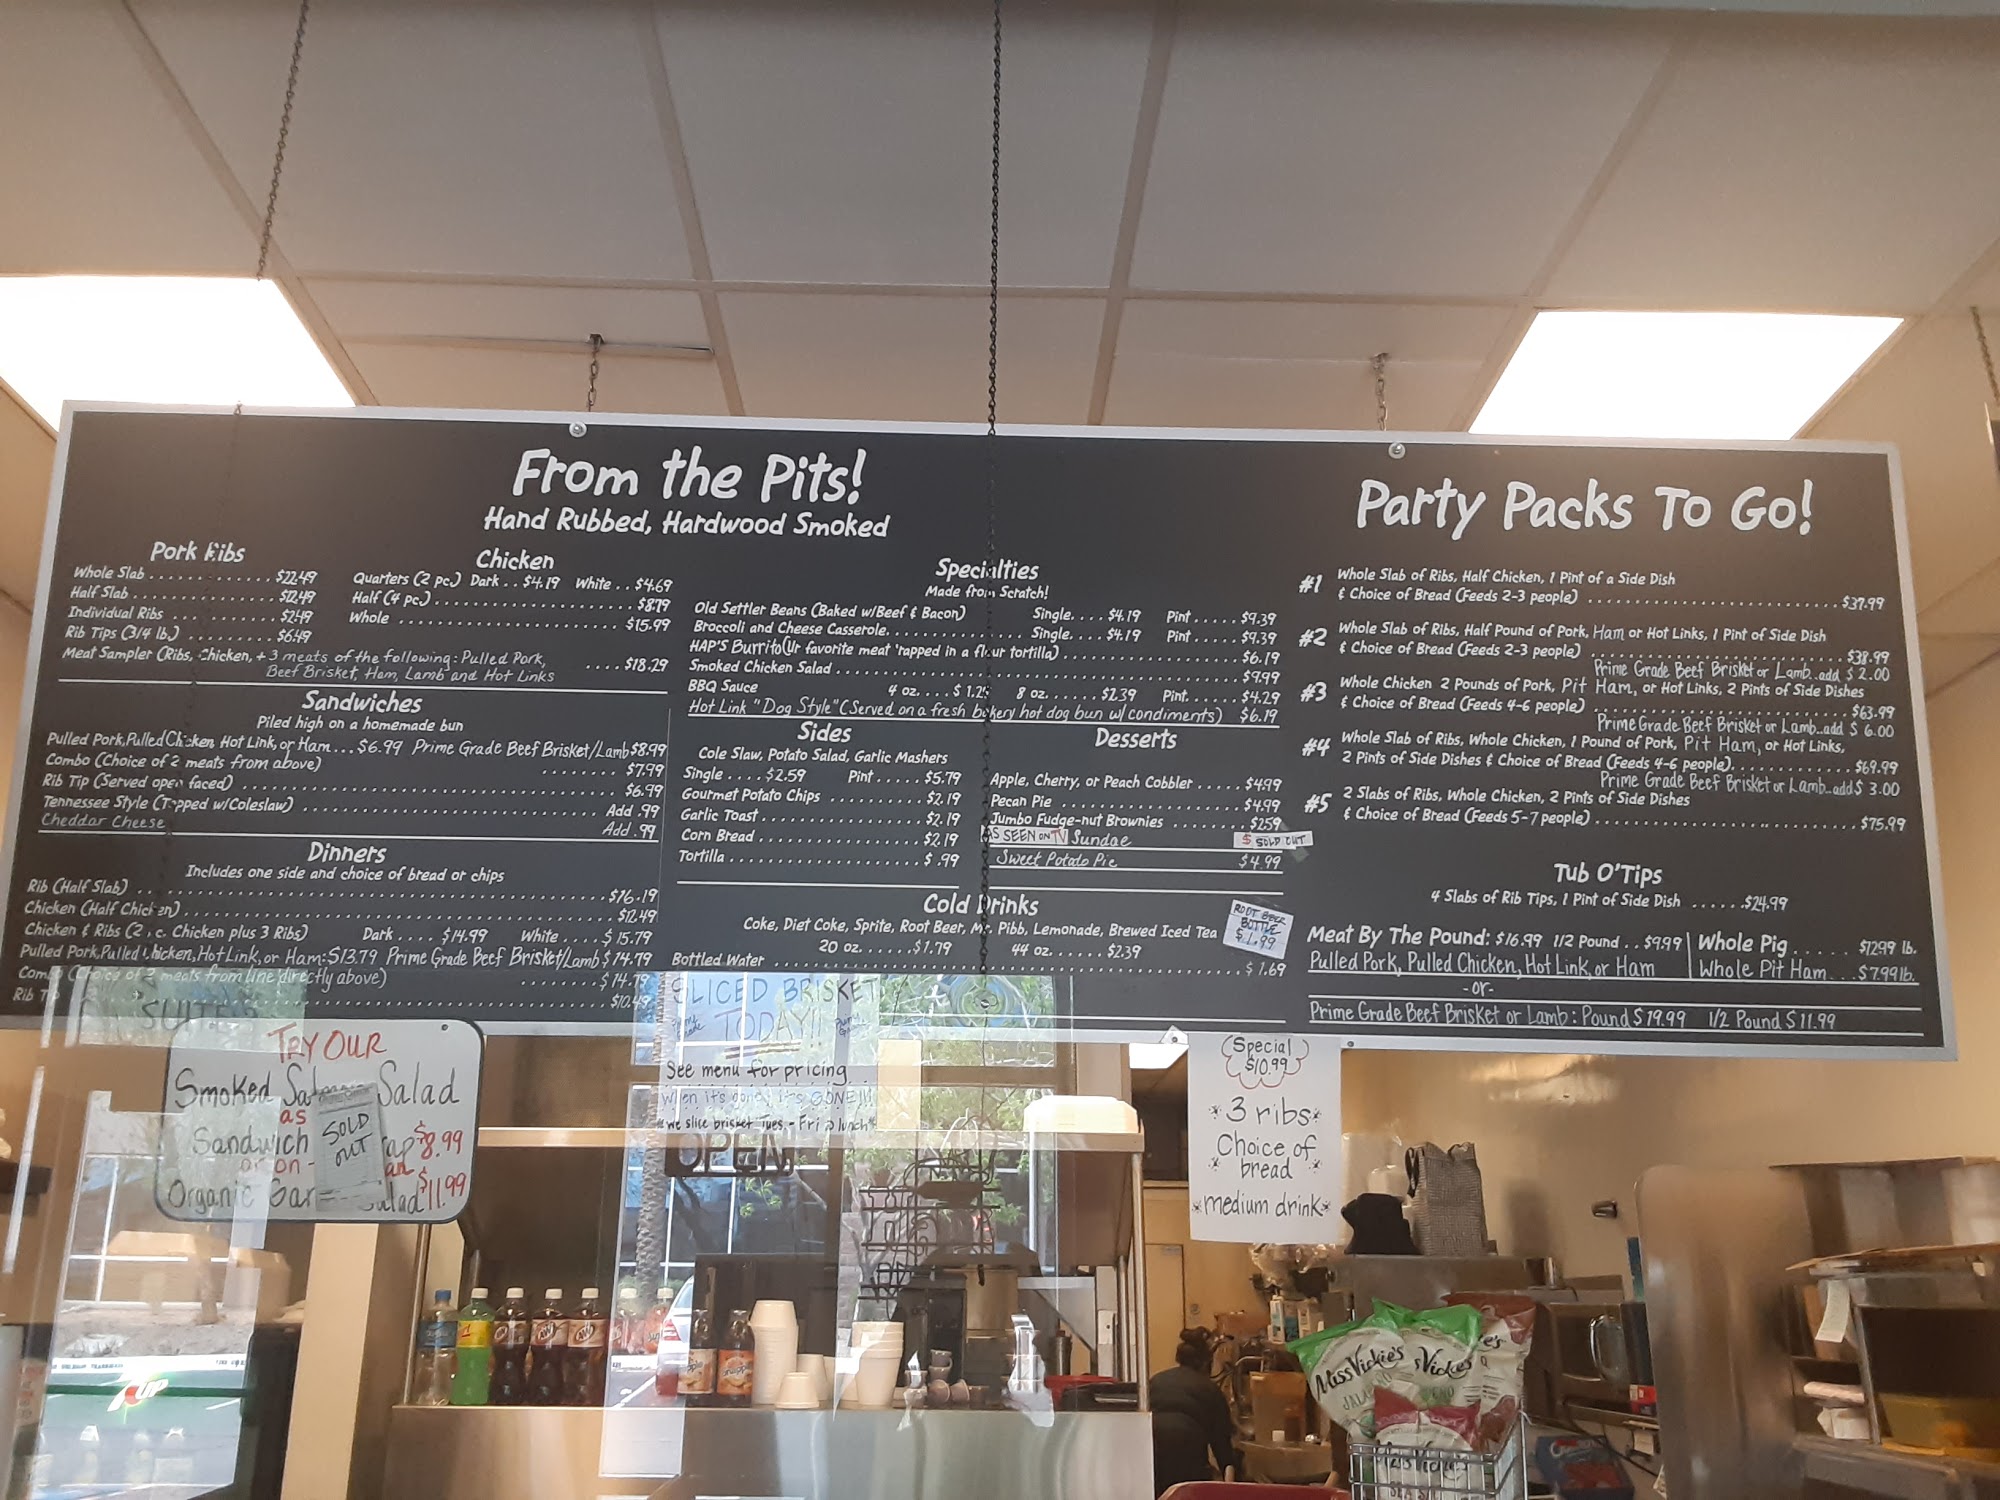 From the Pits!
Hand Rubbed, Hardwood Smoked
Pork Ribs
Whole Slab . . . . . . . . . . . . . $22.49
Half Slab . . . . . . . . . . . . . . . $12.49
Individual Ribs . . . . . . . . . . . $2.49
Rib Tips (3/4 lb.) . . . . . . . . . . $6.49
Meat Sampler (Ribs, Chicken, + 3 meats of the following: Pulled Pork, . . . . $18.29
Beef Brisket, Ham, Lamb and Hot Links
Chicken
Quarters (2 pc.) Dark . . $4.19 White . . $4.69
Half (4 pc.) . . . . . . . . . . . . . . . . . . . . $8.79
Whole . . . . . . . . . . . . . . . . . . . . . . $15.99
Sandwiches
Piled high on a homemade bun
Pulled Pork, Pulled Chicken, Hot Link, or Ham . . . $6.99 Prime Grade Beef Brisket/Lamb $8.99
Combo (Choice of 2 meats from above) . . . . . . . . $7.99
Rib Tip (Served open faced) . . . . . . . . . . . . . . . . . . . . $6.99
Tennessee Style (Topped w/Coleslaw) . . . . . . . . . . . . . . . . Add .99
Cheddar Cheese Add .99
Dinners
Includes one side and choice of bread or chips
Rib (Half Slab) . . . . . . . . . . . . . . . . . . . . . . . . . $16.19
Chicken (Half Chicken) . . . . . . . . . . . . . . . . . . . . . . $12.49
Chicken & Ribs (2 pc. Chicken plus 3 Ribs) Dark . . . . $14.99 White . . . . $ 15.79
Pulled Pork, Pulled Chicken, Hot Link, or Ham: $13.79 Prime Grade Beef Brisket/Lamb $ 14.79
Combo (Choice of 2 meats from line directly above) . . . . . . . . $ 14.79
Rib Tip . . . . . . . . . . . . . . . . . . . . . . . . . . . . . $10.49
Specialties
Made from Scratch!
Old Settler Beans (Baked w/Beef & Bacon) Single. . . . $4.19 Pint . . . . . $9.39
Broccoli and Cheese Casserole. . . . . . . . . . . . . . Single. . . . $4.19 Pint . . . . . $9.39
HAP'S Burrito (Ur favorite meat 'rapped in a flour tortilla) . . . . . . . . . . . . . . . . $6.19
Smoked Chicken Salad . . . . . . . . . . . . . . . . . . . . . . . . . . . . $9.99
BBQ Sauce 4 oz. . . . $ 1.29 8 oz. . . . . . $2.39 Pint. . . . . $4.29
Hot Link "Dog Style" (Served on a fresh bakery hot dog bun w/ condiments) $6.19
Sides
Cole Slaw, Potato Salad, Garlic Mashers
Single . . . . $2.59 Pint . . . . . $5.79
Gourmet Potato Chips . . . . . . . . . . . $2.19
Garlic Toast . . . . . . . . . . . . . . . . . $2.19
Corn Bread . . . . . . . . . . . . . . . . . . $2.19
Tortilla . . . . . . . . . . . . . . . . . . . . $ .99
Desserts
Apple, Cherry, or Peach Cobbler . . . . . $4.99
Pecan Pie . . . . . . . . . . . . . . . . . . . $4.99
Jumbo Fudge-nut Brownies . . . . . . . . $2.59
AS SEEN ON TV Sundae $ SOLD OUT
Sweet Potato Pie $4.99
Cold Drinks
Coke, Diet Coke, Sprite, Root Beer, Mr. Pibb, Lemonade, Brewed Iced Tea
20 oz. . . . . . . $1.79 44 oz. . . . . . $2.39
Bottled Water . . . . . . . . . . . . . . . . . . . . . . . . . . . . . . $ 1.69
ROOT BEER
BOTTLE
$1.99
Party Packs To Go!
#1 Whole Slab of Ribs, Half Chicken, 1 Pint of a Side Dish
& Choice of Bread (Feeds 2-3 people) . . . . . . . . . . . . . . . . $37.99
#2 Whole Slab of Ribs, Half Pound of Pork, Ham or Hot Links, 1 Pint of Side Dish
& Choice of Bread (Feeds 2-3 people) . . . . . . . . . . . . . . . . $38.99
Prime Grade Beef Brisket or Lamb...add $ 2.00
#3 Whole Chicken 2 Pounds of Pork, Pit Ham, or Hot Links, 2 Pints of Side Dishes
& Choice of Bread (Feeds 4-6 people) . . . . . . . . . . . . . . . . $63.99
Prime Grade Beef Brisket or Lamb...add $ 6.00
#4 Whole Slab of Ribs, Whole Chicken, 1 Pound of Pork, Pit Ham, or Hot Links,
2 Pints of Side Dishes & Choice of Bread (Feeds 4-6 people). . . . . . . . . . $69.99
Prime Grade Beef Brisket or Lamb...add $ 3.00
#5 2 Slabs of Ribs, Whole Chicken, 2 Pints of Side Dishes
& Choice of Bread (Feeds 5-7 people) . . . . . . . . . . . . . . . . $75.99
Tub O'Tips
4 Slabs of Rib Tips, 1 Pint of Side Dish . . . . . . $24.99
Meat By The Pound: $16.99 1/2 Pound . . $9.99
Pulled Pork, Pulled Chicken, Hot Link, or Ham
Whole Pig . . . . . $12.99 lb.
Whole Pit Ham . . . $7.99 lb.
-or-
Prime Grade Beef Brisket or Lamb: Pound $19.99 1/2 Pound $11.99
SUITE
TRY OUR
Smoked Salad
as
Sandwich $8.99
or on
Organic Salad $11.99
SOLD
OUT
SLICED BRISKET
TODAY!!
Prime
Grade
See menu for pricing
when it's gone, it's GONE!!!
*we slice brisket Tues.-Fri @ lunch*
OPEN
Special
$10.99
3 ribs
Choice of
bread
medium drink
7UP
Miss Vickie's
Vickie's
JALAPEÑO